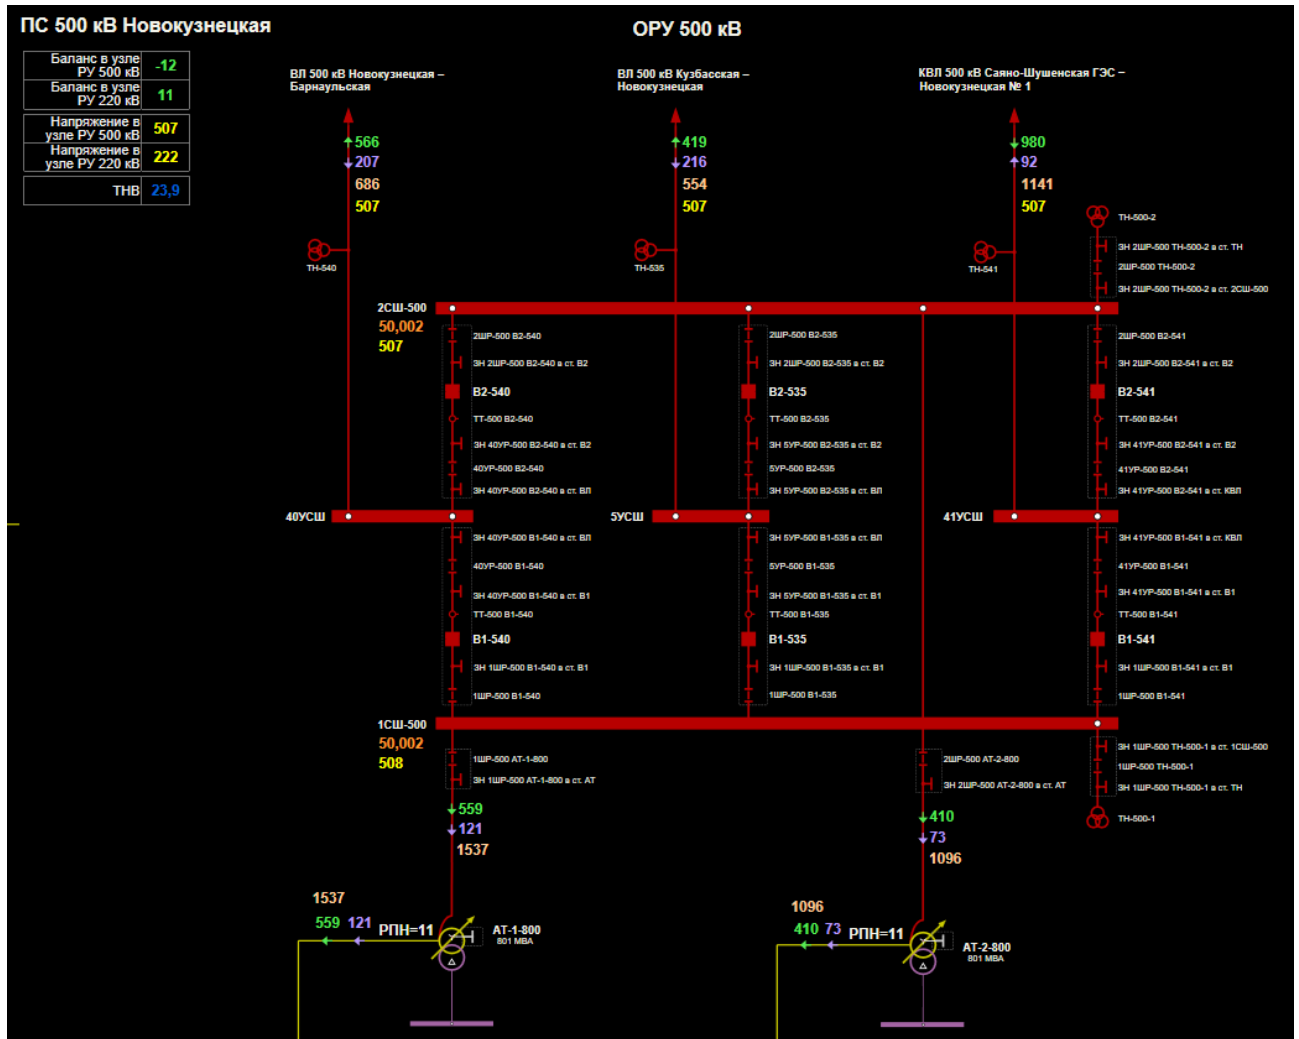 ПС 500 кВ Новокузнецкая
ОРУ 500 кВ
Баланс в узле
РУ 500 кВ
-12
Баланс в узле
РУ 220 кВ
11
Напряжение в
узле РУ 500 кВ
507
Напряжение в
узле РУ 220 кВ
222
ТНВ
23,9
ВЛ 500 кВ Новокузнецкая –
Барнаульская
566
207
686
507
ТН-540
ВЛ 500 кВ Кузбасская –
Новокузнецкая
419
216
554
507
ТН-535
КВЛ 500 кВ Саяно-Шушенская ГЭС –
Новокузнецкая № 1
980
92
1141
507
ТН-541
ТН-500-2
ЗН 2ШР-500 ТН-500-2 в ст. ТН
2ШР-500 ТН-500-2
ЗН 2ШР-500 ТН-500-2 в ст. 2СШ-500
2СШ-500
50,002
507
2ШР-500 В2-540
ЗН 2ШР-500 В2-540 в ст. В2
В2-540
ТТ-500 В2-540
ЗН 40УР-500 В2-540 в ст. В2
40УР-500 В2-540
ЗН 40УР-500 В2-540 в ст. ВЛ
2ШР-500 В2-535
ЗН 2ШР-500 В2-535 в ст. В2
В2-535
ТТ-500 В2-535
ЗН 5УР-500 В2-535 в ст. В2
5УР-500 В2-535
ЗН 5УР-500 В2-535 в ст. ВЛ
2ШР-500 В2-541
ЗН 2ШР-500 В2-541 в ст. В2
В2-541
ТТ-500 В2-541
ЗН 41УР-500 В2-541 в ст. В2
41УР-500 В2-541
ЗН 41УР-500 В2-541 в ст. КВЛ
40УСШ
5УСШ
41УСШ
ЗН 40УР-500 В1-540 в ст. ВЛ
40УР-500 В1-540
ЗН 40УР-500 В1-540 в ст. В1
ТТ-500 В1-540
В1-540
ЗН 1ШР-500 В1-540 в ст. В1
1ШР-500 В1-540
ЗН 5УР-500 В1-535 в ст. ВЛ
5УР-500 В1-535
ЗН 5УР-500 В1-535 в ст. В1
ТТ-500 В1-535
В1-535
ЗН 1ШР-500 В1-535 в ст. В1
1ШР-500 В1-535
ЗН 41УР-500 В1-541 в ст. КВЛ
41УР-500 В1-541
ЗН 41УР-500 В1-541 в ст. В1
ТТ-500 В1-541
В1-541
ЗН 1ШР-500 В1-541 в ст. В1
1ШР-500 В1-541
1СШ-500
50,002
508
1ШР-500 АТ-1-800
ЗН 1ШР-500 АТ-1-800 в ст. АТ
559
121
1537
2ШР-500 АТ-2-800
ЗН 2ШР-500 АТ-2-800 в ст. АТ
410
73
1096
ЗН 1ШР-500 ТН-500-1 в ст. 1СШ-500
1ШР-500 ТН-500-1
ЗН 1ШР-500 ТН-500-1 в ст. ТН
ТН-500-1
1537
559 121 РПН=11
АТ-1-800
801 МВА
1096
410 73 РПН=11
АТ-2-800
801 МВА